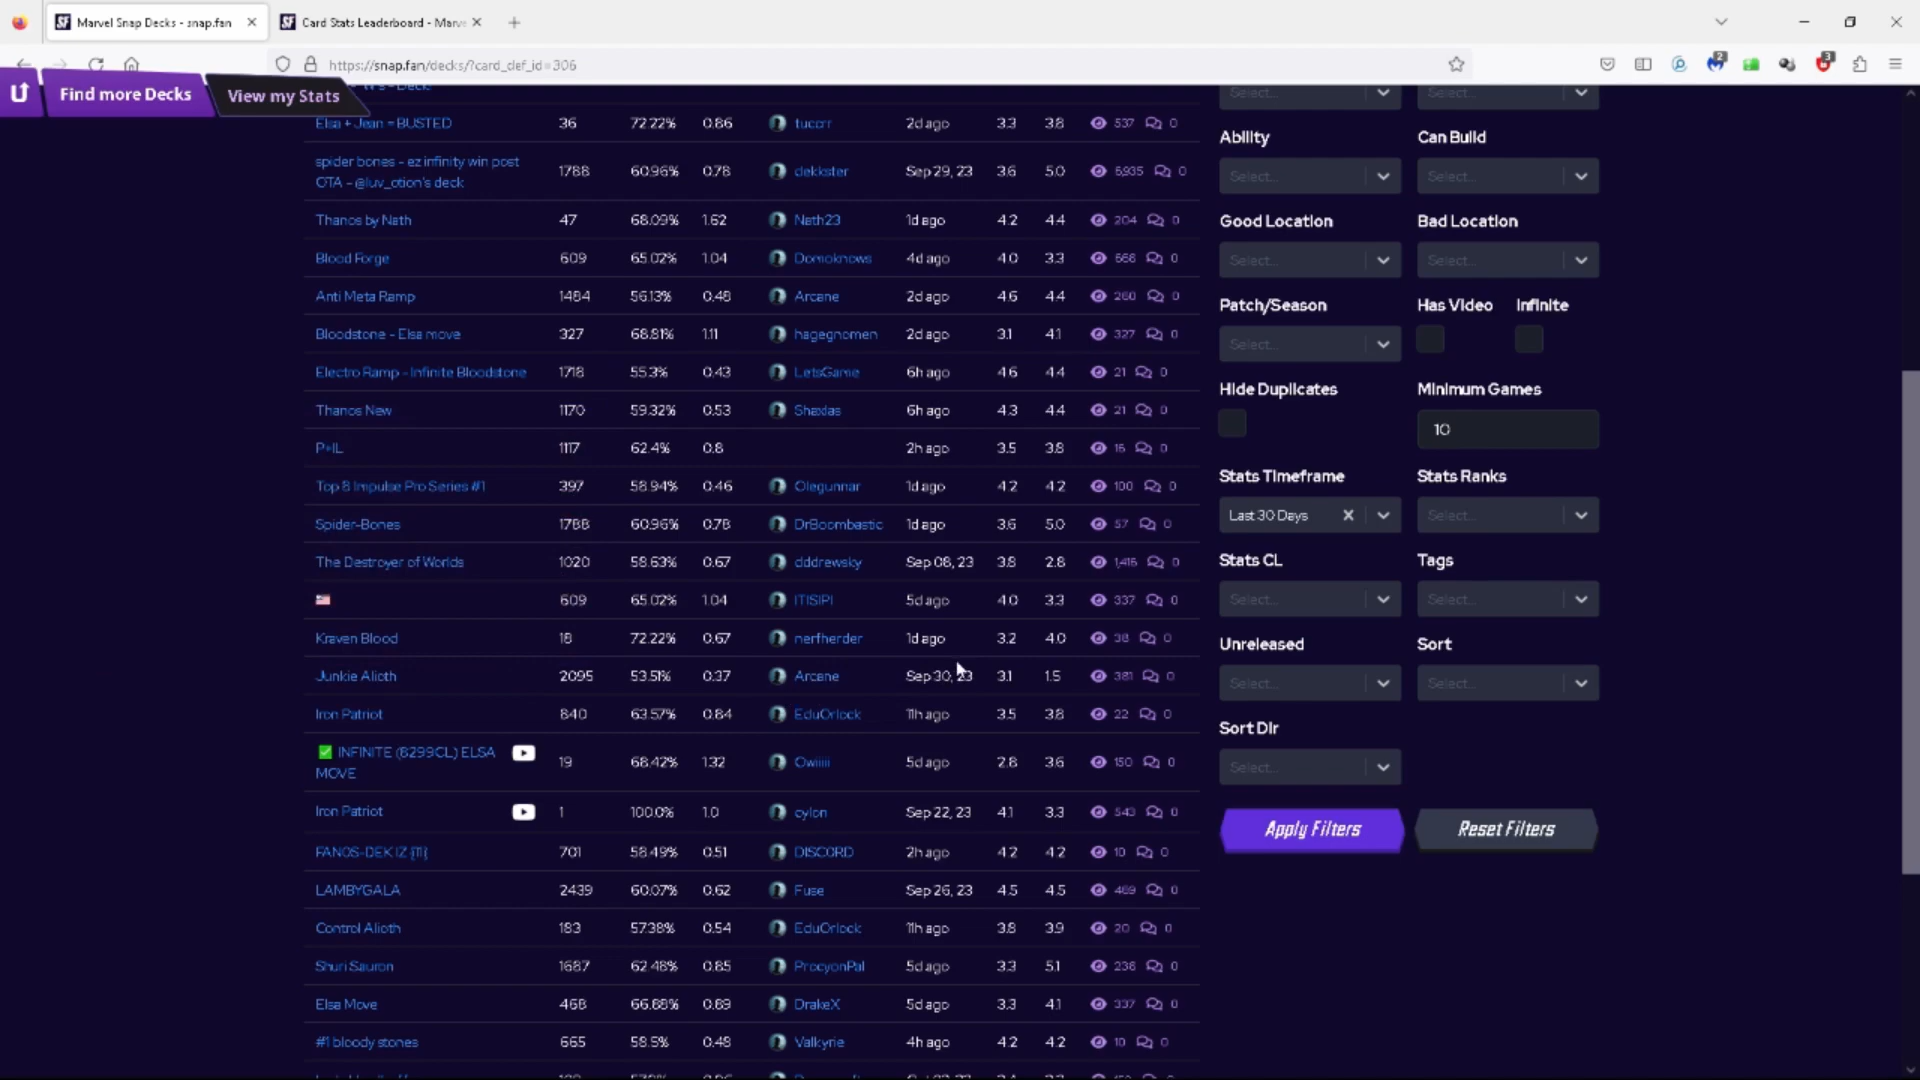 Marvel Snap Decks - snap.fan
Card Stats Leaderboard - Marv
https://snap.fan/decks/?card_def_id=306
2
3
Find more Decks
View my Stats
Elsa + Jean = BUSTED 36 72.22% 0.86 tucorr 2d ago 3.3 3.8 537 0
spider bones - ez infinity win post
OTA - @luv_otion's deck 1788 60.96% 0.78 dekkster Sep 29, 23 3.6 5.0 6,935 0
Thanos by Nath 47 68.09% 1.62 Nath23 1d ago 4.2 4.4 204 0
Blood Forge 609 65.02% 1.04 Domoknows 4d ago 4.0 3.3 668 0
Anti Meta Ramp 1484 56.13% 0.48 Arcane 2d ago 4.6 4.4 260 0
Bloodstone - Elsa move 327 68.81% 1.11 hagegnomen 2d ago 3.1 4.1 327 0
Electro Ramp - Infinite Bloodstone 1718 55.3% 0.43 LetsGame 6h ago 4.6 4.4 21 0
Thanos New 1170 59.32% 0.53 Shaxdas 6h ago 4.3 4.4 21 0
P+IL 1117 62.4% 0.8 2h ago 3.5 3.8 16 0
Top 8 Impulse Pro Series #1 397 58.94% 0.46 Olegunnar 1d ago 4.2 4.2 100 0
Spider-Bones 1788 60.96% 0.78 DrBoombastic 1d ago 3.6 5.0 57 0
The Destroyer of Worlds 1020 58.63% 0.67 dddrewsky Sep 08, 23 3.8 2.8 1,416 0
609 65.02% 1.04 ITISIPI 5d ago 4.0 3.3 337 0
Kraven Blood 18 72.22% 0.67 nerfherder 1d ago 3.2 4.0 38 0
Junkie Alioth 2095 53.51% 0.37 Arcane Sep 30, 23 3.1 1.5 381 0
Iron Patriot 840 63.57% 0.84 EduOrlock 11h ago 3.5 3.8 22 0
✅ INFINITE (6299CL) ELSA
MOVE 19 68.42% 1.32 Owiii 5d ago 2.8 3.6 150 0
Iron Patriot 1 100.0% 1.0 cylon Sep 22, 23 4.1 3.3 543 0
FANOS-DEK IZ {11} 701 58.49% 0.51 DISCORD 2h ago 4.2 4.2 10 0
LAMBYGALA 2439 60.07% 0.62 Fuse Sep 26, 23 4.5 4.5 469 0
Control Alioth 183 57.38% 0.54 EduOrlock 11h ago 3.8 3.9 20 0
Shuri Sauron 1687 62.48% 0.85 ProcyonPal 5d ago 3.3 5.1 238 0
Elsa Move 468 66.88% 0.89 DrakeX 5d ago 3.3 4.1 337 0
#1 bloody stones 665 58.5% 0.48 Valkyrie 4h ago 4.2 4.2 10 0
Select... Select...
Ability Can Build
Select... Select...
Good Location Bad Location
Select... Select...
Patch/Season Has Video Infinite
Select...
Hide Duplicates Minimum Games
10
Stats Timeframe Stats Ranks
Last 30 Days Select...
Stats CL Tags
Select... Select...
Unreleased Sort
Select... Select...
Sort Dir
Select...
Apply Filters Reset Filters